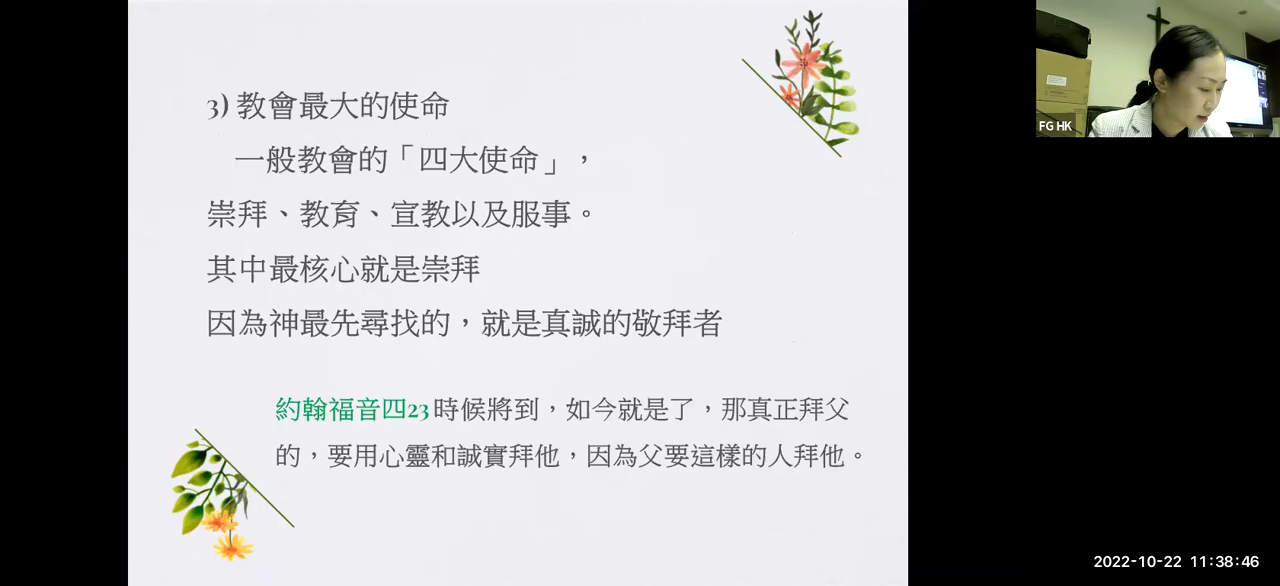 3) 教會最大的使命
一般教會的「四大使命」，
崇拜、教育、宣教以及服事。
其中最核心就是崇拜
因為神最先尋找的，就是真誠的敬拜者
約翰福音四23 時候將到，如今就是了，那真正拜父
的，要用心靈和誠實拜他，因為父要這樣的人拜他。
FG HK
2022-10-22 11:38:46